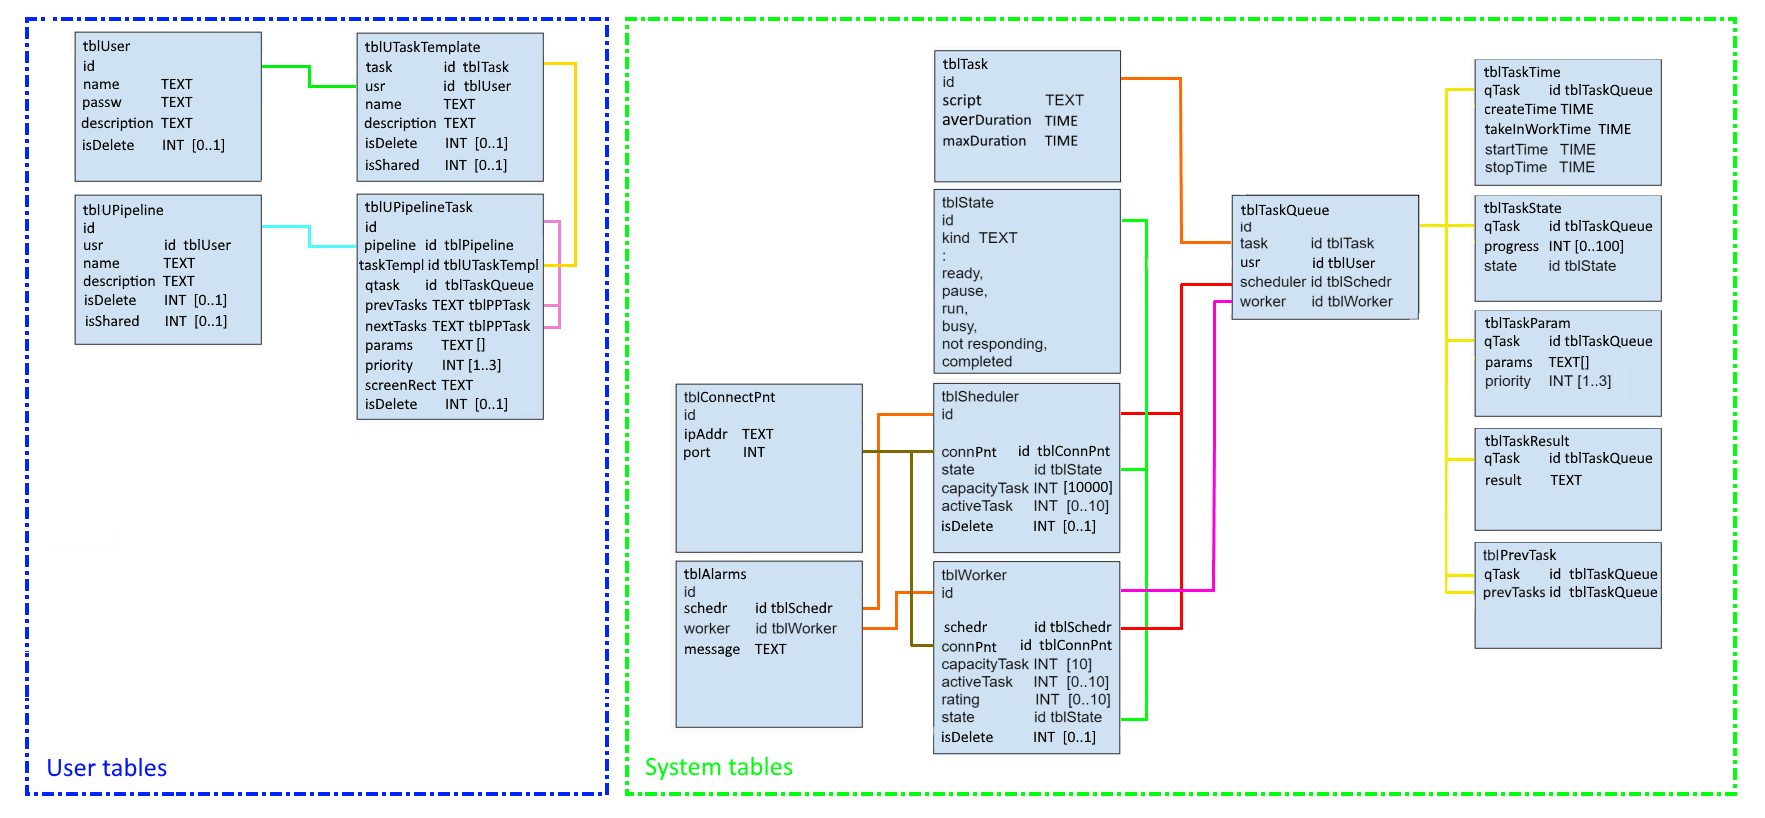 tblUser
id
name TEXT
passw TEXT
description TEXT
isDelete INT [0..1]
tblUTaskTemplate
task id tblTask
usr id tblUser
name TEXT
description TEXT
isDelete INT [0..1]
isShared INT [0..1]
tblUPipeline
id
usr id tblUser
name TEXT
description TEXT
isDelete INT [0..1]
isShared INT [0..1]
tblUPipelineTask
id
pipeline id tblPipeline
taskTempl id tblUTaskTempl
qtask id tblTaskQueue
prevTasks TEXT tblPPTask
nextTasks TEXT tblPPTask
params TEXT []
priority INT [1..3]
screenRect TEXT
isDelete INT [0..1]
User tables
tblTask
id
script TEXT
averDuration TIME
maxDuration TIME
tblState
id
kind TEXT
:
ready,
pause,
run,
busy,
not responding,
completed
tblConnectPnt
id
ipAddr TEXT
port INT
tblSheduler
id
connPnt id tblConnPnt
state id tblState
capacityTask INT [10000]
activeTask INT [0..10]
isDelete INT [0..1]
tblAlarms
id
schedr id tblSchedr
worker id tblWorker
message TEXT
tblWorker
id
schedr id tblSchedr
connPnt id tblConnPnt
capacityTask INT [10]
activeTask INT [0..10]
rating INT [0..10]
state id tblState
isDelete INT [0..1]
tblTaskQueue
id
task id tblTask
usr id tblUser
scheduler id tblSchedr
worker id tblWorker
tblTaskTime
qTask id tblTaskQueue
createTime TIME
takeInWorkTime TIME
startTime TIME
stopTime TIME
tblTaskState
qTask id tblTaskQueue
progress INT [0..100]
state id tblState
tblTaskParam
qTask id tblTaskQueue
params TEXT[]
priority INT [1..3]
tblTaskResult
qTask id tblTaskQueue
result TEXT
tblPrevTask
qTask id tblTaskQueue
prevTasks id tblTaskQueue
System tables